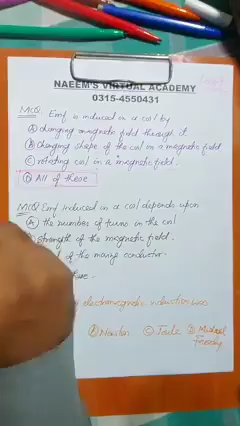 NAEEM'S VIRTUAL ACADEMY
0315-4550431
MCQ Emf is induced in a coil by
Ⓐ changing magnetic field through it
Ⓑ Changing shape of the coil in a magnetic field
Ⓒ rotating coil in a magnetic field.
Ⓓ All of these
MCQ Emf induced in a coil depends upon
Ⓐ the number of turns in the coil
strength of the magnetic field.
of the moving conductor
electromagnetic induction was
Newton Ⓒ Joule Ⓓ Michael